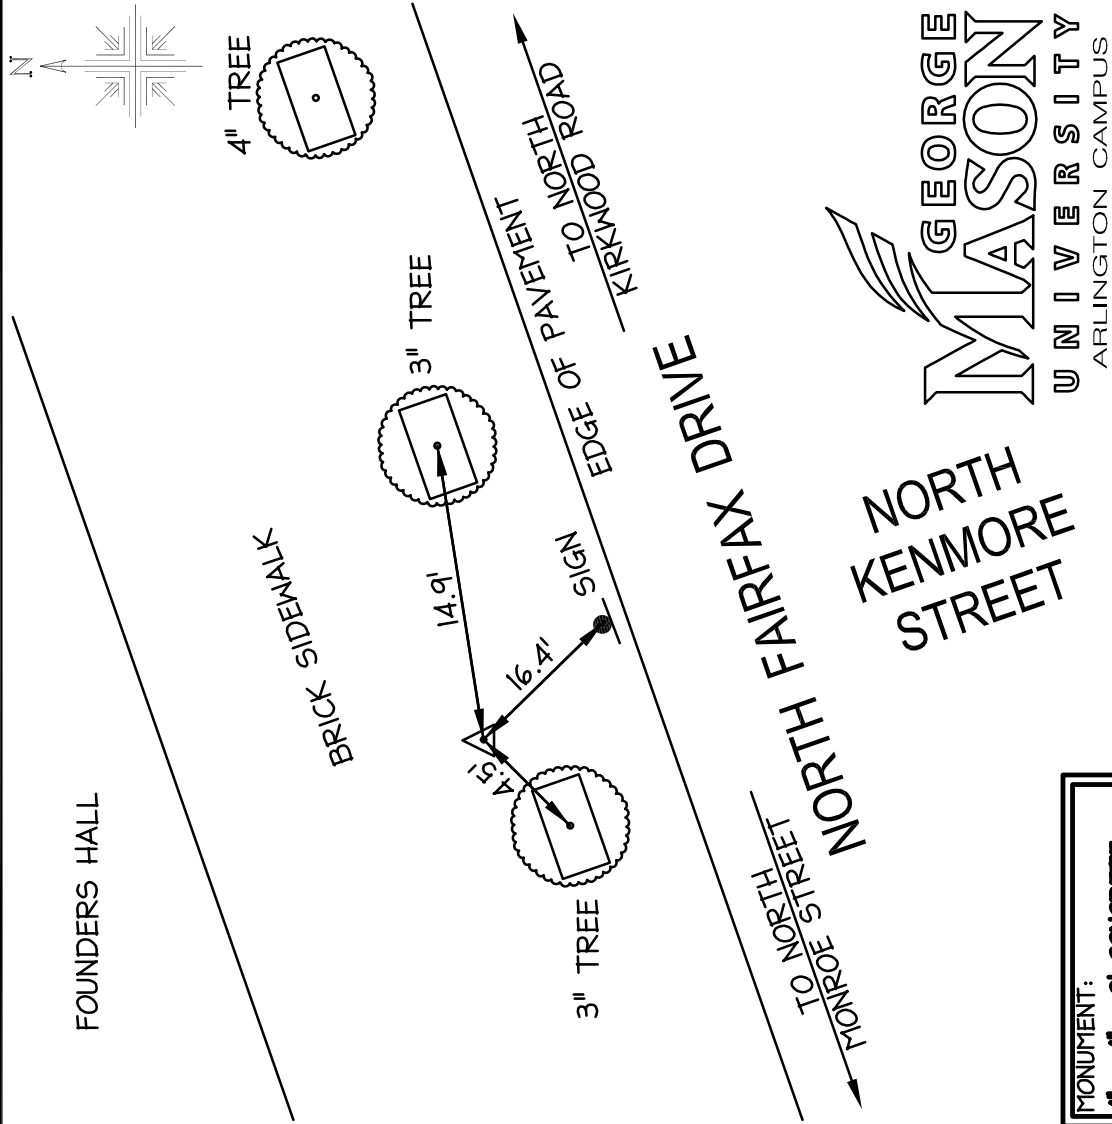 N
FOUNDERS HALL
BRICK SIDEWALK
4" TREE
3" TREE
3" TREE
14.9'
4.5'
16.4'
SIGN
EDGE OF PAVEMENT
TO NORTH
KIRKWOOD ROAD
TO NORTH
MONROE STREET
NORTH FAIRFAX DRIVE
NORTH
KENMORE
STREET
GEORGE
MASON
UNIVERSITY
ARLINGTON CAMPUS
MONUMENT: